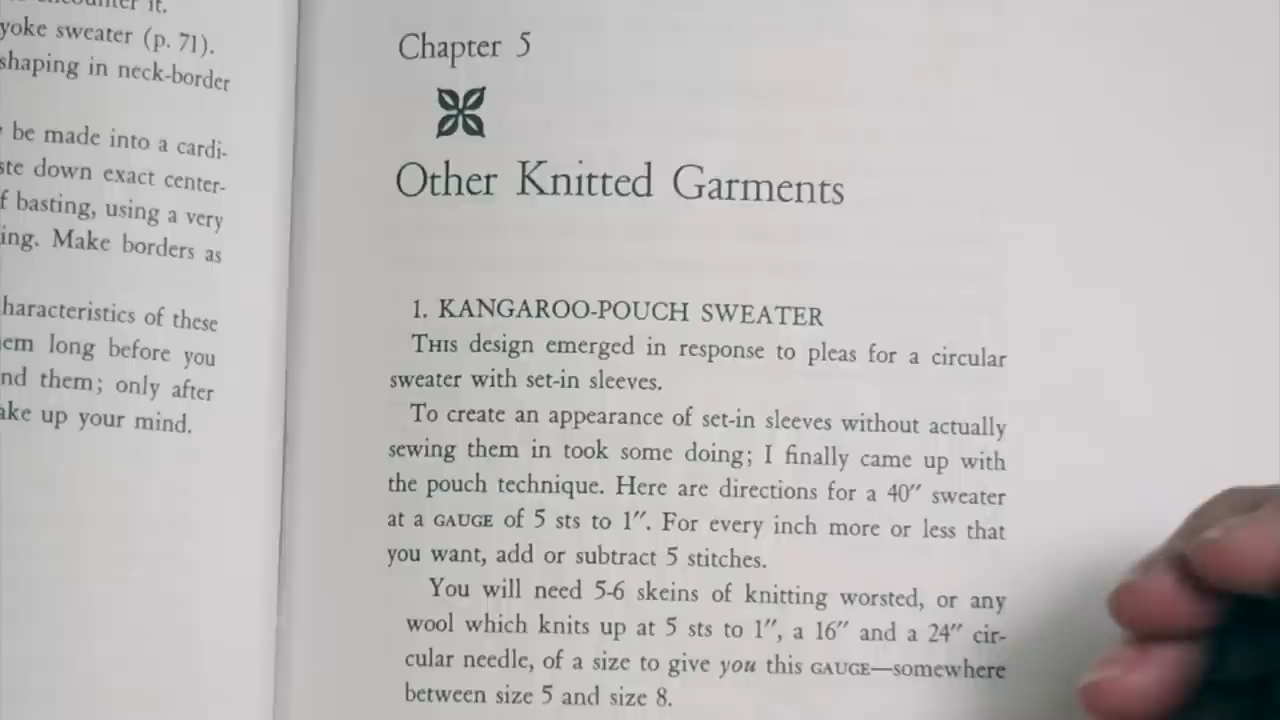 encounter it.
yoke sweater (p. 71).
shaping in neck-border
be made into a cardi-
down exact center-
basting, using a very
Make borders as
characteristics of these
long before you
them; only after
up your mind.
Chapter 5
Other Knitted Garments
1. KANGAROO-POUCH SWEATER
THIS design emerged in response to pleas for a circular
sweater with set-in sleeves.
To create an appearance of set-in sleeves without actually
sewing them in took some doing; I finally came up with
the pouch technique. Here are directions for a 40″ sweater
at a GAUGE of 5 sts to 1″. For every inch more or less that
you want, add or subtract 5 stitches.
You will need 5-6 skeins of knitting worsted, or any
wool which knits up at 5 sts to 1″, a 16″ and a 24″ cir-
cular needle, of a size to give you this GAUGE—somewhere
between size 5 and size 8.